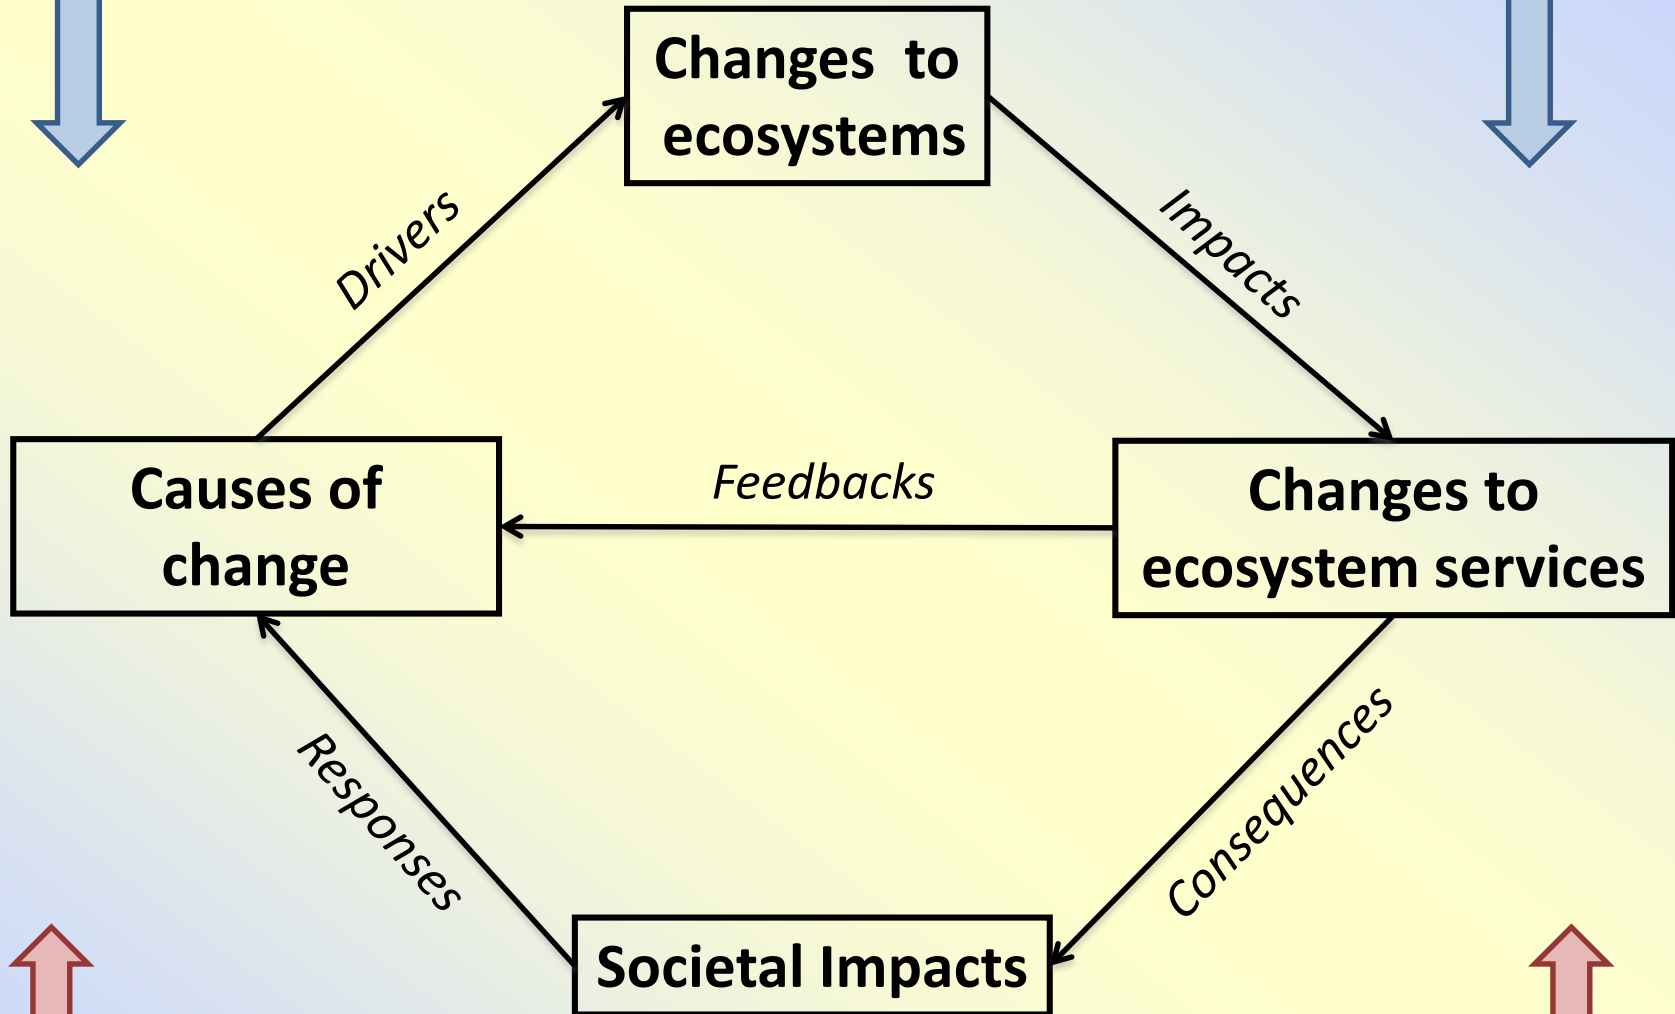 Changes to
ecosystems
Drivers
Impacts
Causes of
change
Feedbacks
Changes to
ecosystem services
Responses
Consequences
Societal Impacts